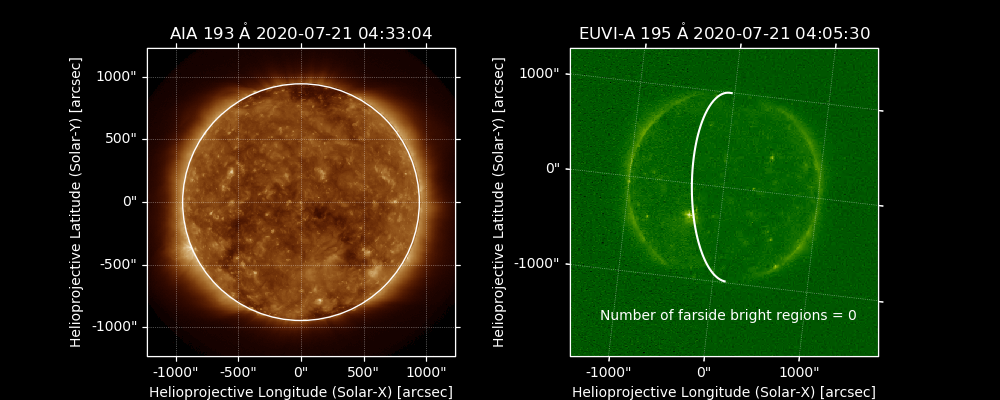 AIA 193 Å 2020-07-21 04:33:04
1000"
500"
0"
-500"
-1000"
-1000"
-500"
0"
500"
1000"
Helioprojective Latitude (Solar-Y) [arcsec]
Helioprojective Longitude (Solar-X) [arcsec]
EUVI-A 195 Å 2020-07-21 04:05:30
1000"
0"
-1000"
-1000"
0"
1000"
Helioprojective Latitude (Solar-Y) [arcsec]
Number of farside bright regions = 0
Helioprojective Longitude (Solar-X) [arcsec]